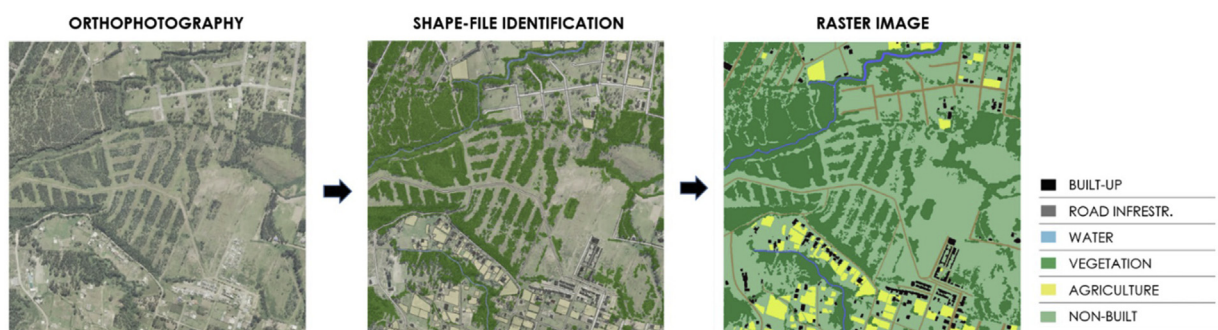 ORTHOPHOTOGRAPHY
SHAPE-FILE IDENTIFICATION
RASTER IMAGE
BUILT-UP
ROAD INFRESTR.
WATER
VEGETATION
AGRICULTURE
NON-BUILT